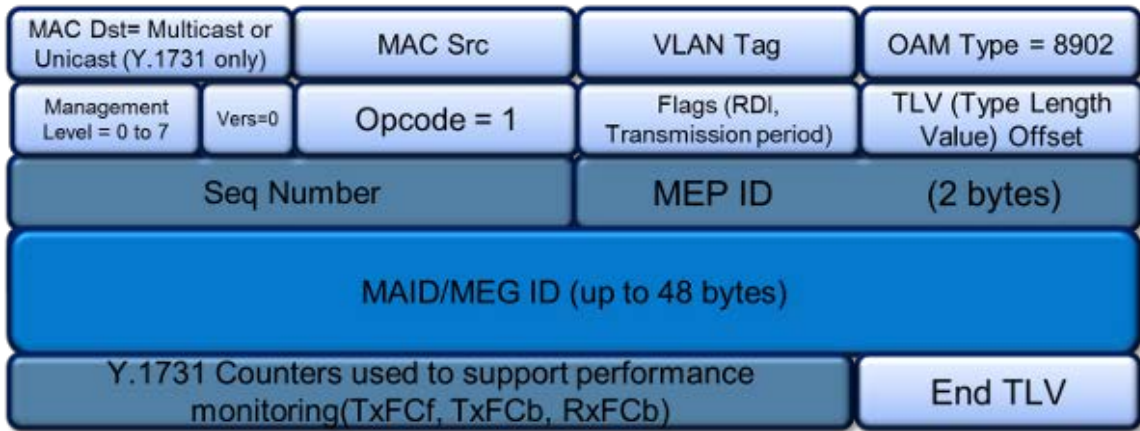 MAC Dst= Multicast or
Unicast (Y.1731 only)
MAC Src
VLAN Tag
OAM Type = 8902
Management
Level = 0 to 7
Vers=0
Opcode = 1
Flags (RDI,
Transmission period)
TLV (Type Length
Value) Offset
Seq Number
MEP ID (2 bytes)
MAID/MEG ID (up to 48 bytes)
Y.1731 Counters used to support performance
monitoring(TxFCf, TxFCb, RxFCb)
End TLV